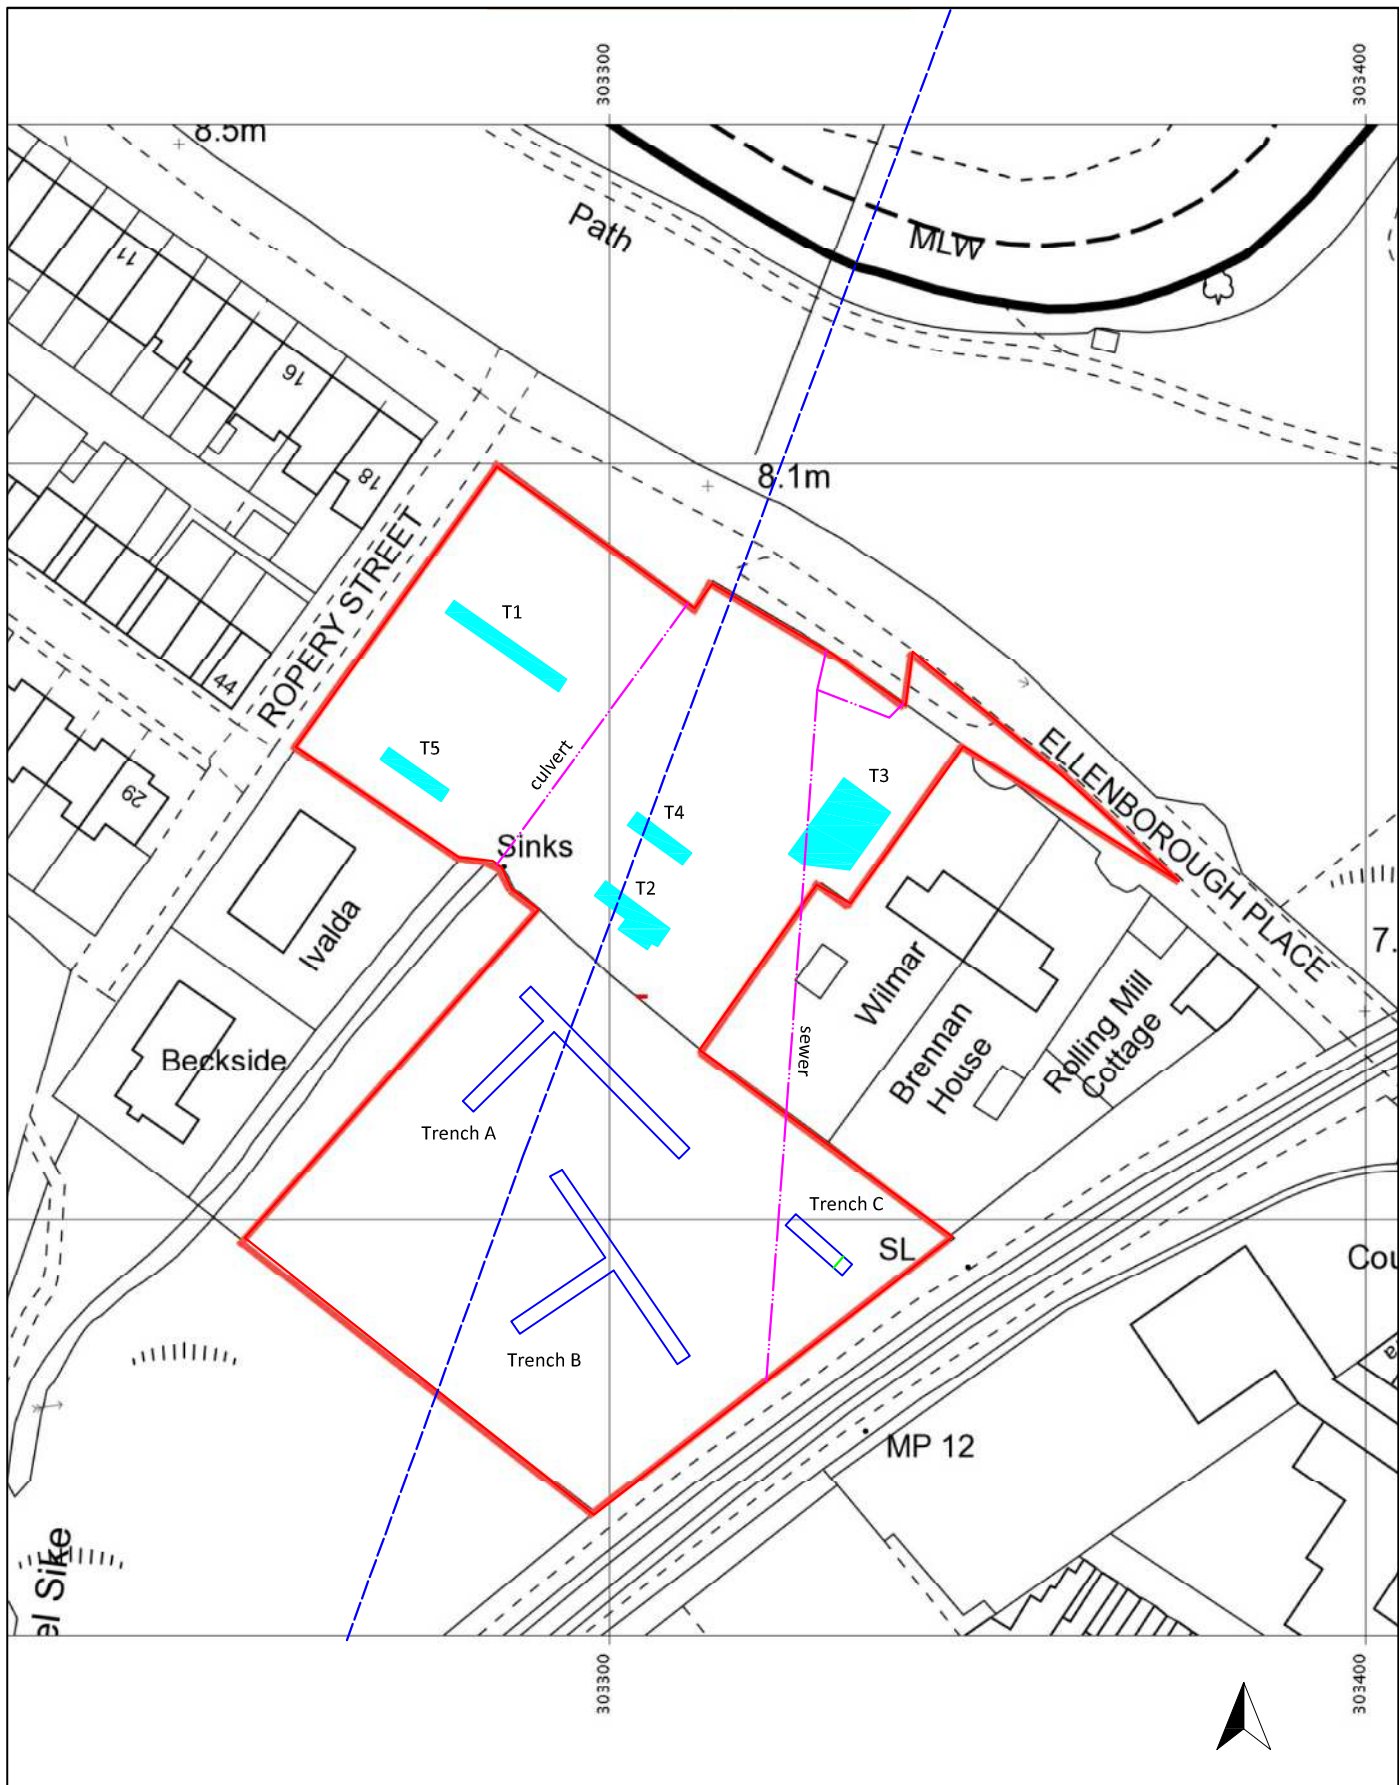 303300
303400
8.5m
Path
MLW
11
16
18
8.1m
ROPERY STREET
44
T1
T5
culvert
T4
T3
T2
Sinks
29
ELLENBOROUGH PLACE
7.
Ivalda
Beckside
Wilmar
Brennan
House
Rolling Mill
Cottage
sewer
Trench A
Trench C
SL
Trench B
Cou
MP 12
el Sike
303300
303400